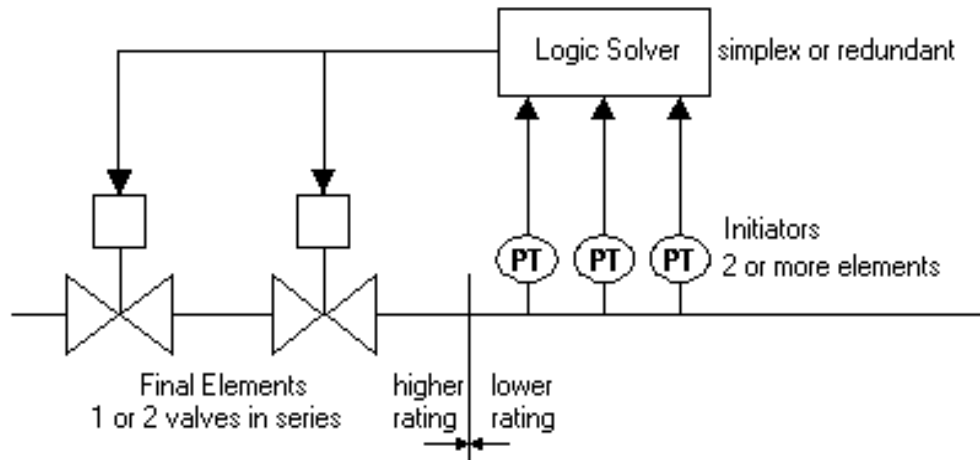 Logic Solver
simplex or redundant
PT PT PT
Initiators
2 or more elements
Final Elements
1 or 2 valves in series
higher
rating
lower
rating